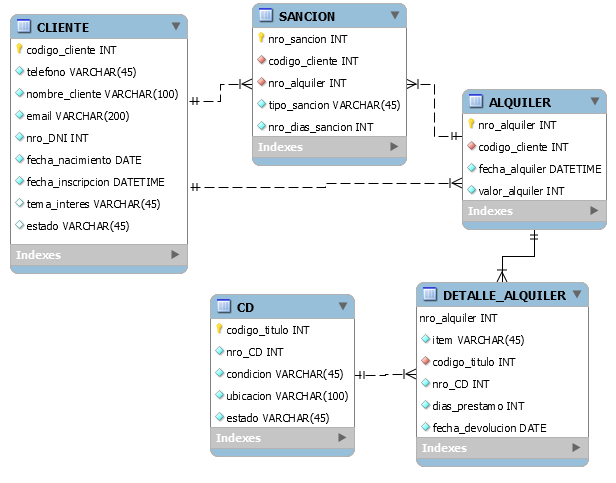 CLIENTE
codigo_cliente INT
telefono VARCHAR(45)
nombre_cliente VARCHAR(100)
email VARCHAR(200)
nro_DNI INT
fecha_nacimiento DATE
fecha_inscripcion DATETIME
tema_interes VARCHAR(45)
estado VARCHAR(45)
Indexes
SANCION
nro_sancion INT
codigo_cliente INT
nro_alquiler INT
tipo_sancion VARCHAR(45)
nro_dias_sancion INT
Indexes
ALQUILER
nro_alquiler INT
codigo_cliente INT
fecha_alquiler DATETIME
valor_alquiler INT
Indexes
CD
codigo_titulo INT
nro_CD INT
condicion VARCHAR(45)
ubicacion VARCHAR(100)
estado VARCHAR(45)
Indexes
DETALLE_ALQUILER
nro_alquiler INT
item VARCHAR(45)
codigo_titulo INT
nro_CD INT
dias_prestamo INT
fecha_devolucion DATE
Indexes